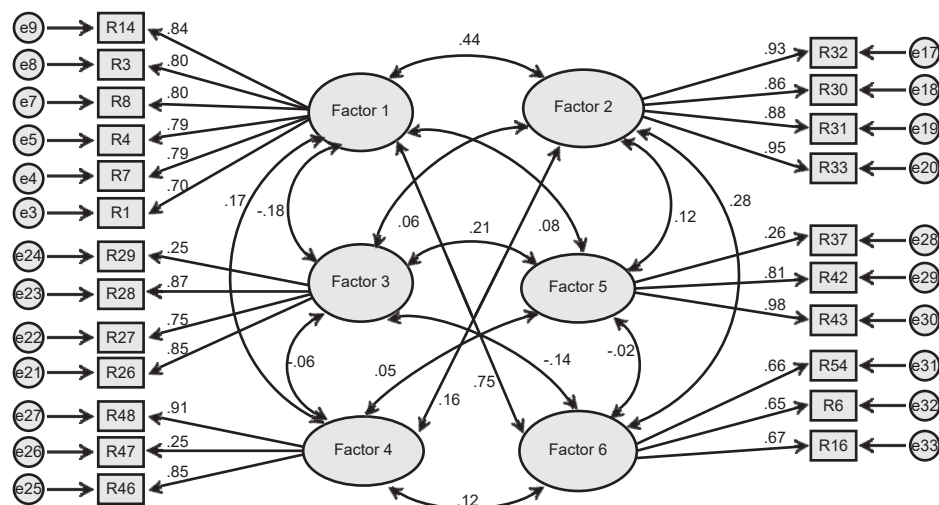 e9 R14 .84
e8 R3 .80
e7 R8 .80
e5 R4 .79
e4 R7 .79
e3 R1 .70
e24 R29 .25
e23 R28 .87
e22 R27 .75
e21 R26 .85
e27 R48 .91
e26 R47 .25
e25 R46 .85
Factor 1
Factor 2
Factor 3
Factor 5
Factor 4
Factor 6
.44
.17
-.18
.06
.21
.08
.12
.28
-.06
.05
.16
.75
-.14
-.02
.12
.93 R32 e17
.86 R30 e18
.88 R31 e19
.95 R33 e20
.26 R37 e28
.81 R42 e29
.98 R43 e30
.66 R54 e31
.65 R6 e32
.67 R16 e33